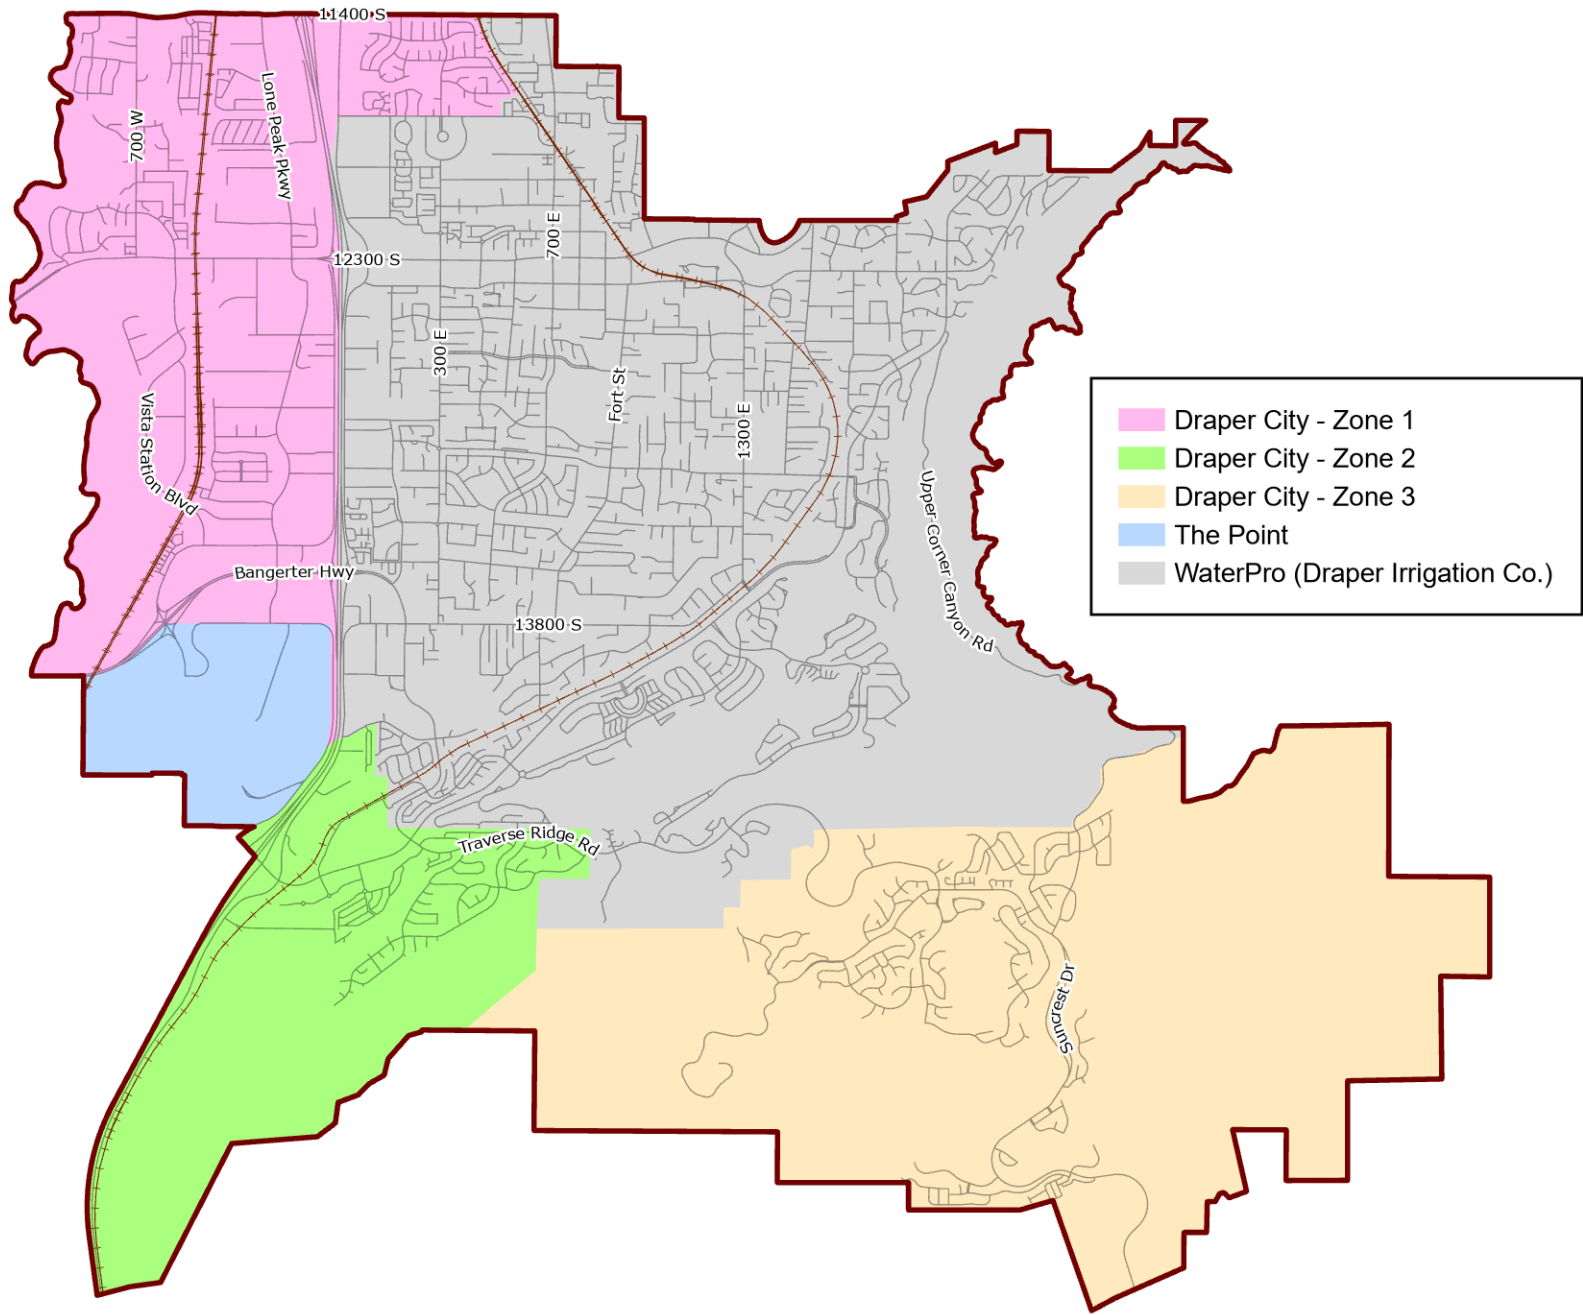 11400 S
Lone Peak Pkwy
700 W
700 E
12300 S
300 E
Fort St
1300 E
Vista Station Blvd
Upper Corner Canyon Rd
Bangerter Hwy
13800 S
Traverse Ridge Rd
Suncrest Dr
Draper City - Zone 1
Draper City - Zone 2
Draper City - Zone 3
The Point
WaterPro (Draper Irrigation Co.)